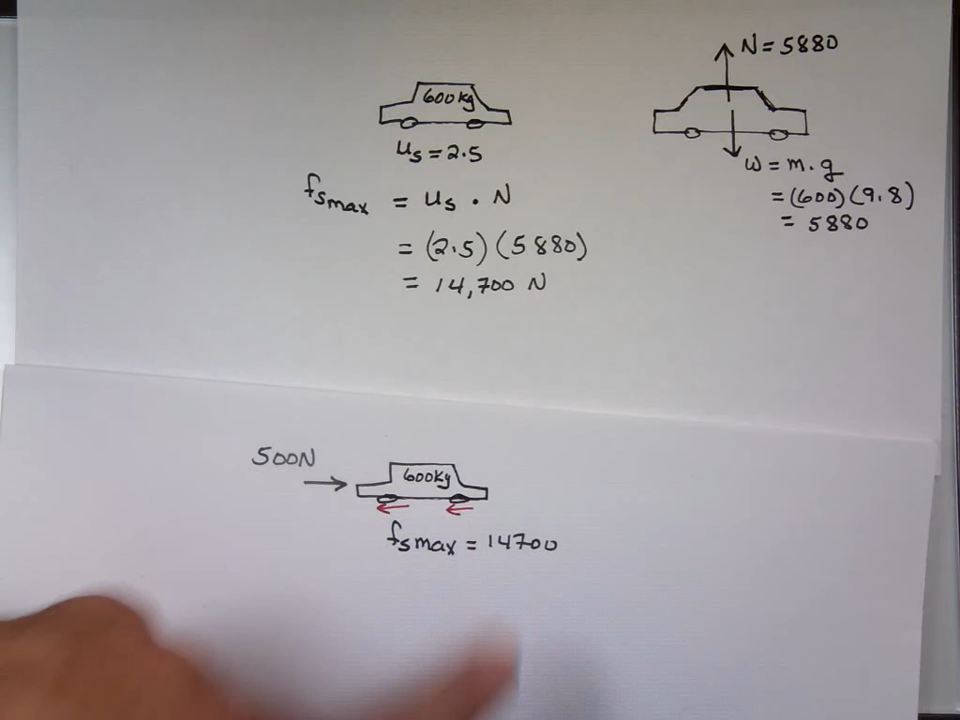 600kg
us = 2.5
fsmax = us • N
= (2.5)(5880)
= 14,700 N
N = 5880
W = m.g
= (600)(9.8)
= 5880
500N
600kg
fsmax = 14700